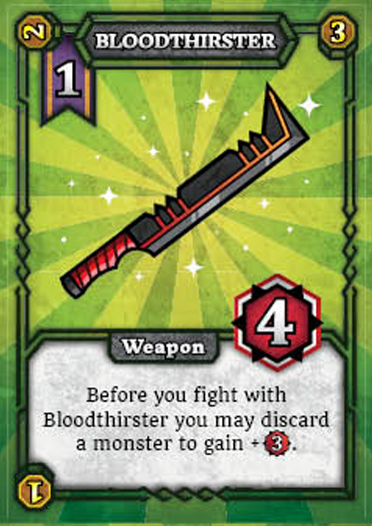 2
BLOODTHIRSTER
3
1
4
Weapon
Before you fight with
Bloodthirster you may discard
a monster to gain +3.
1